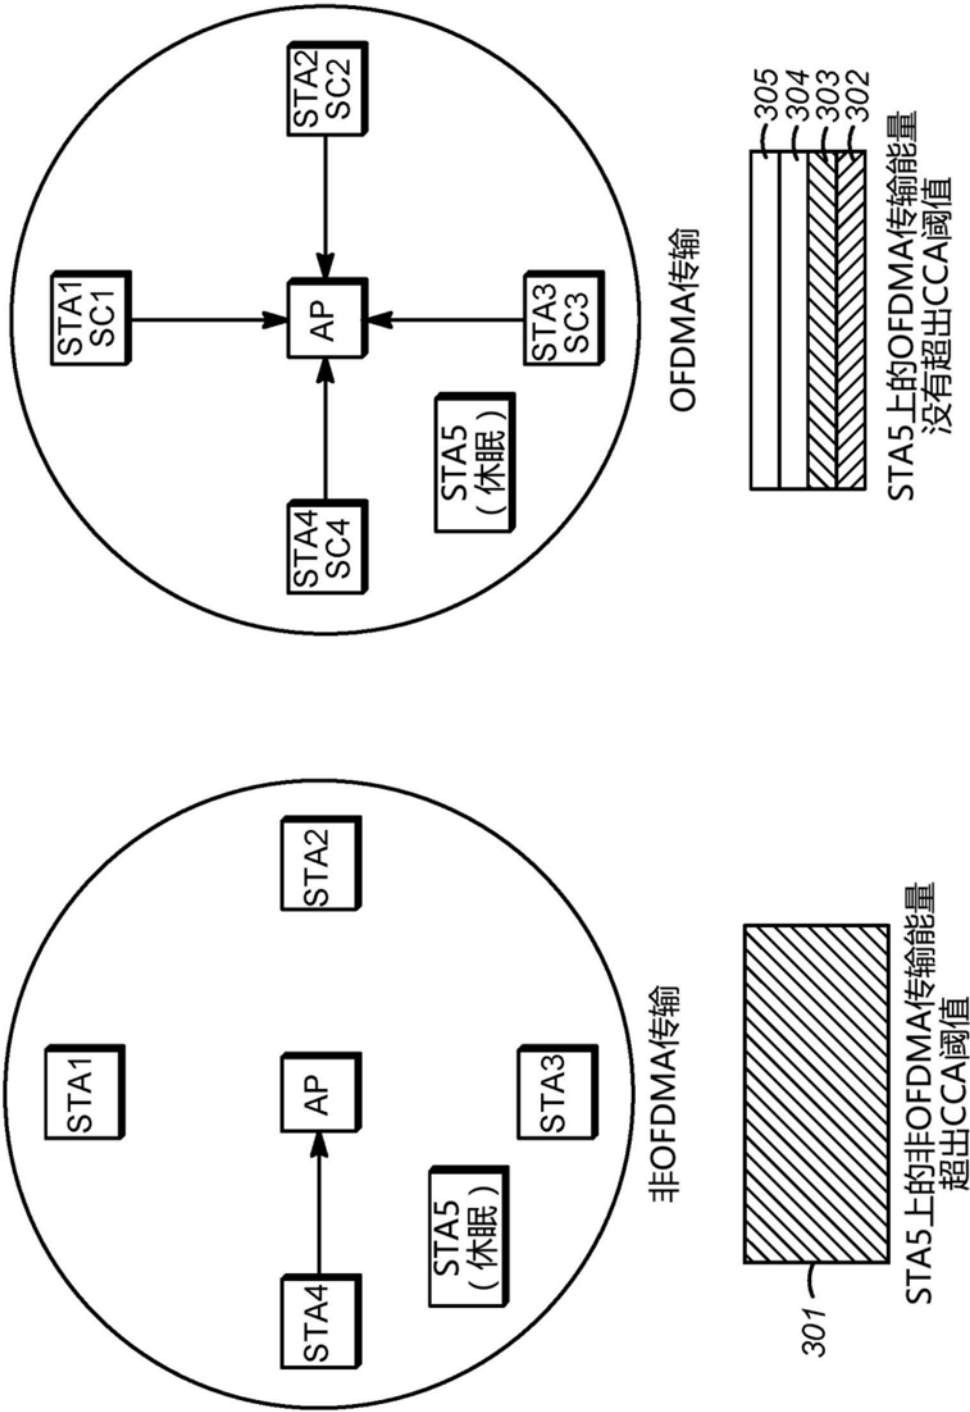 STA1
STA4
AP
STA2
STA5
(休眠)
STA3
非OFDMA传输
301
STA5上的非OFDMA传输能量
超出CCA阈值
STA1
SC1
STA4
SC4
AP
STA2
SC2
STA5
(休眠)
STA3
SC3
OFDMA传输
305
304
303
302
STA5上的OFDMA传输能量
没有超出CCA阈值